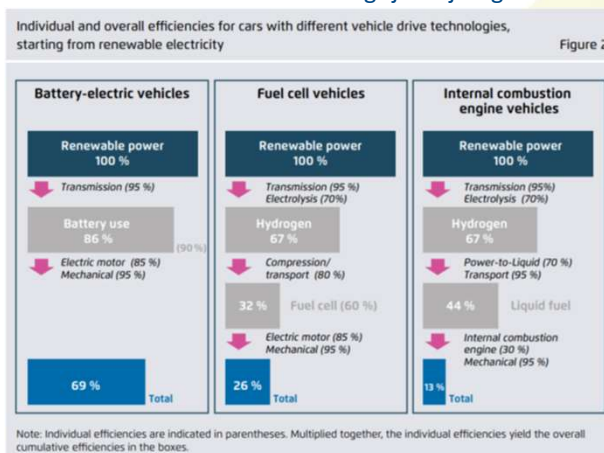 Individual and overall efficiencies for cars with different vehicle drive technologies,
starting from renewable electricity
Figure 2
Battery-electric vehicles
Renewable power
100 %
Transmission (95 %)
Battery use
86 %
(90 %)
Electric motor (85 %)
Mechanical (95 %)
69 %
Total
Fuel cell vehicles
Renewable power
100 %
Transmission (95 %)
Electrolysis (70%)
Hydrogen
67 %
Compression/
transport (80 %)
32 %
Fuel cell (60 %)
Electric motor (85 %)
Mechanical (95 %)
26 %
Total
Internal combustion
engine vehicles
Renewable power
100 %
Transmission (95%)
Electrolysis (70%)
Hydrogen
67 %
Power-to-Liquid (70 %)
Transport (95 %)
44 %
Liquid fuel
Internal combustion
engine (30 %)
Mechanical (95 %)
13 %
Total
Note: Individual efficiencies are indicated in parentheses. Multiplied together, the individual efficiencies yield the overall
cumulative efficiencies in the boxes.